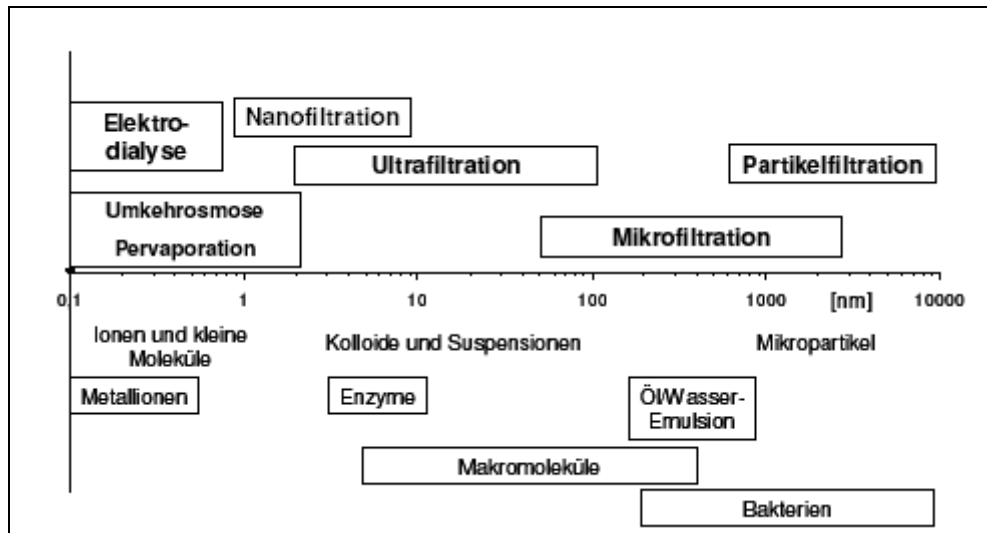 Elektro-
dialyse
Nanofiltration
Ultrafiltration
Partikelfiltration
Umkehrosmose
Pervaporation
Mikrofiltration
0,1 1 10 100 1000 [nm] 10000
Ionen und kleine
Moleküle
Kolloide und Suspensionen
Mikropartikel
Metallionen
Enzyme
Öl/Wasser-
Emulsion
Makromoleküle
Bakterien